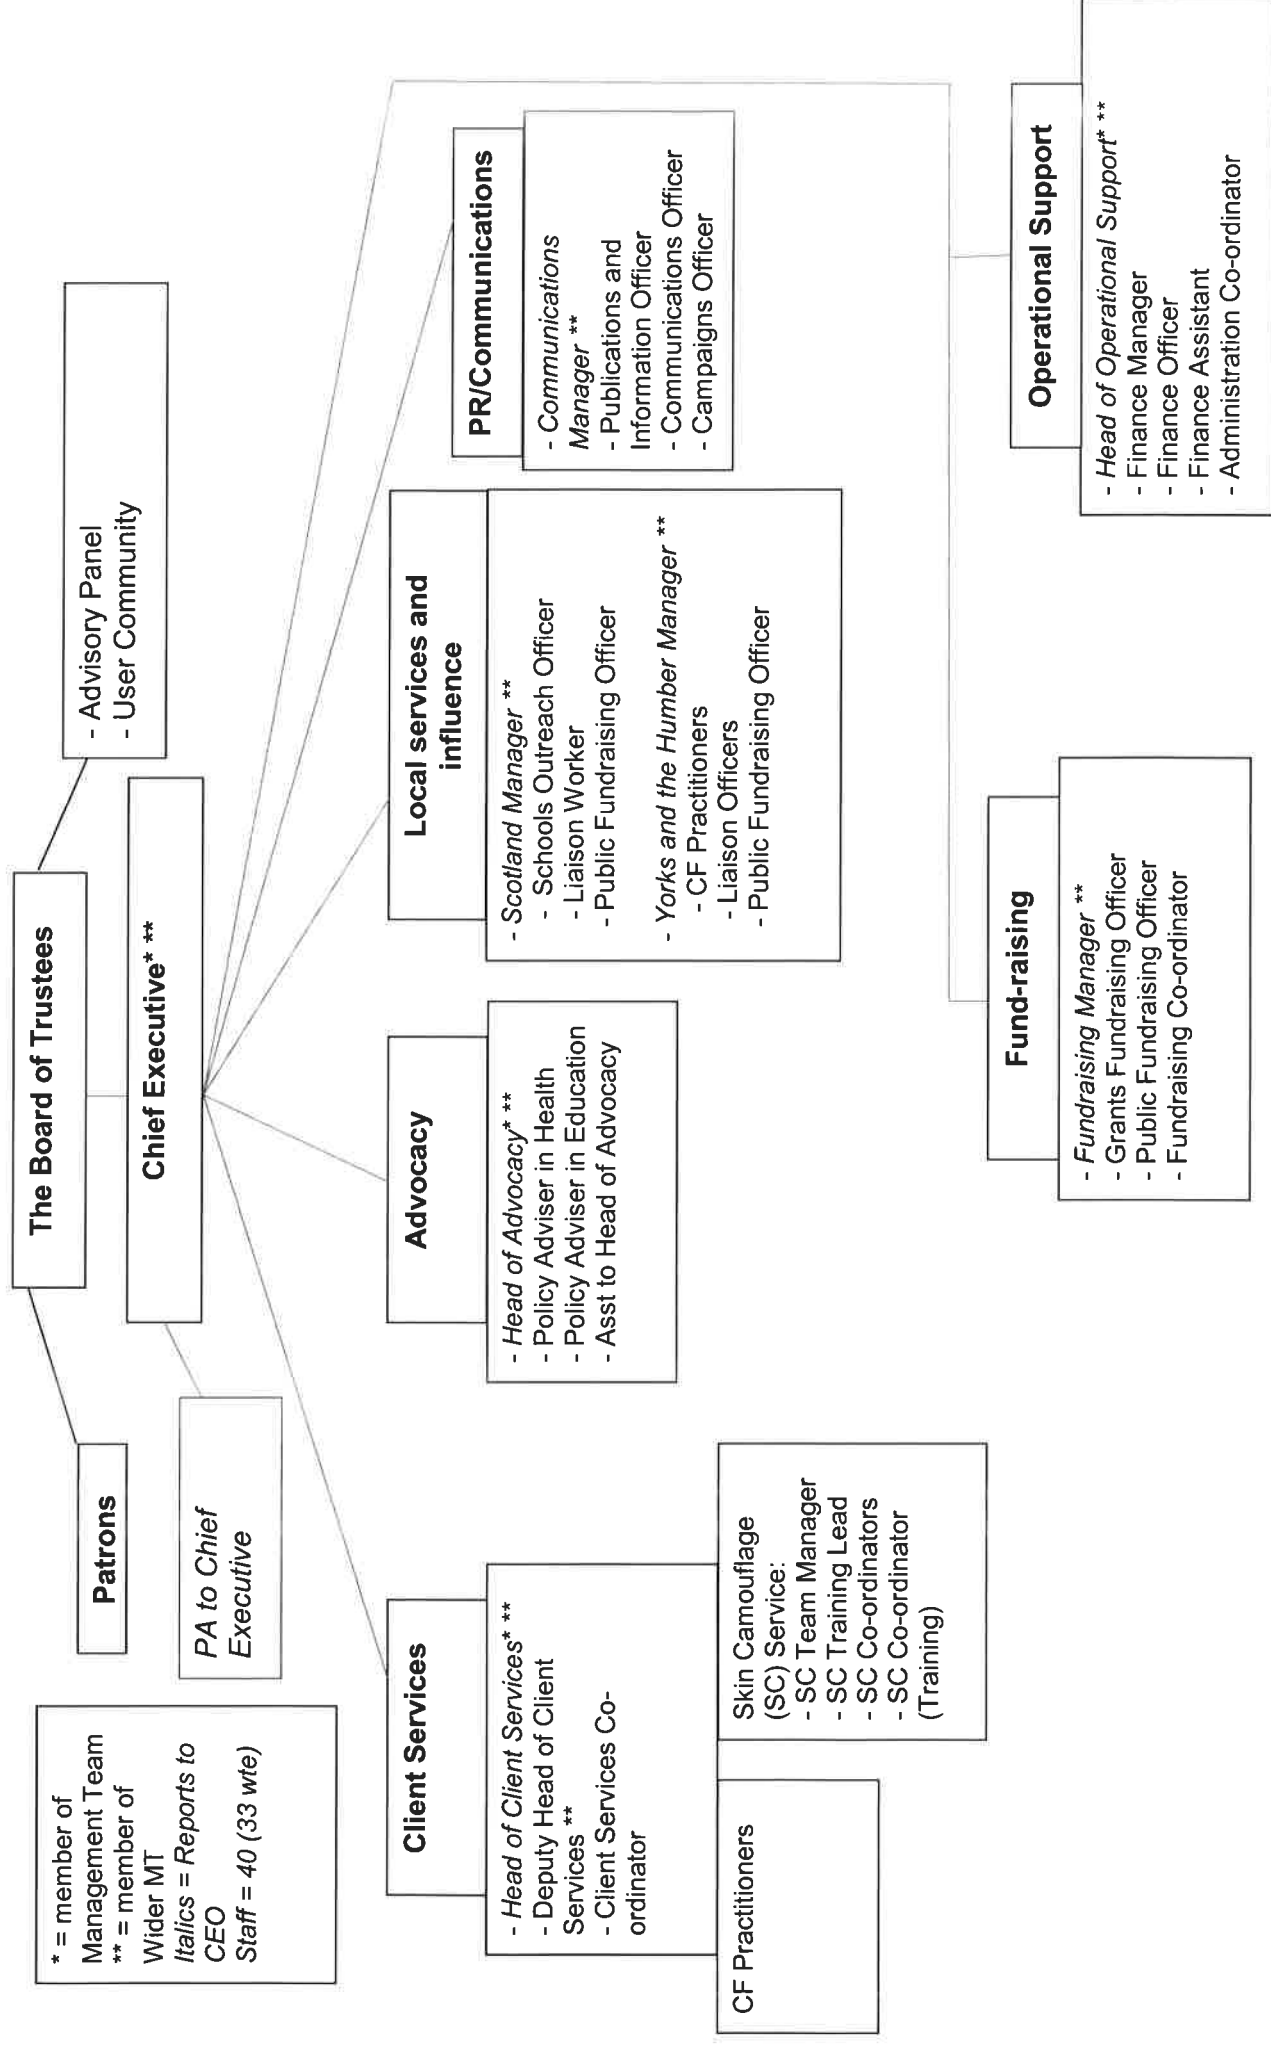 The Board of Trustees
- Advisory Panel
- User Community
Patrons
Chief Executive* **
PA to Chief
Executive
* = member of
Management Team
** = member of
Wider MT
Italics = Reports to
CEO
Staff = 40 (33 wte)
Client Services
- Head of Client Services* **
- Deputy Head of Client
Services **
- Client Services Co-
ordinator
CF Practitioners
Skin Camouflage
(SC) Service:
- SC Team Manager
- SC Training Lead
- SC Co-ordinators
- SC Co-ordinator
(Training)
Advocacy
- Head of Advocacy* **
- Policy Adviser in Health
- Policy Adviser in Education
- Asst to Head of Advocacy
Local services and
influence
- Scotland Manager **
- Schools Outreach Officer
- Liaison Worker
- Public Fundraising Officer
- Yorks and the Humber Manager **
- CF Practitioners
- Liaison Officers
- Public Fundraising Officer
PR/Communications
- Communications
Manager **
- Publications and
Information Officer
- Communications Officer
- Campaigns Officer
Fund-raising
- Fundraising Manager **
- Grants Fundraising Officer
- Public Fundraising Officer
- Fundraising Co-ordinator
Operational Support
- Head of Operational Support* **
- Finance Manager
- Finance Officer
- Finance Assistant
- Administration Co-ordinator